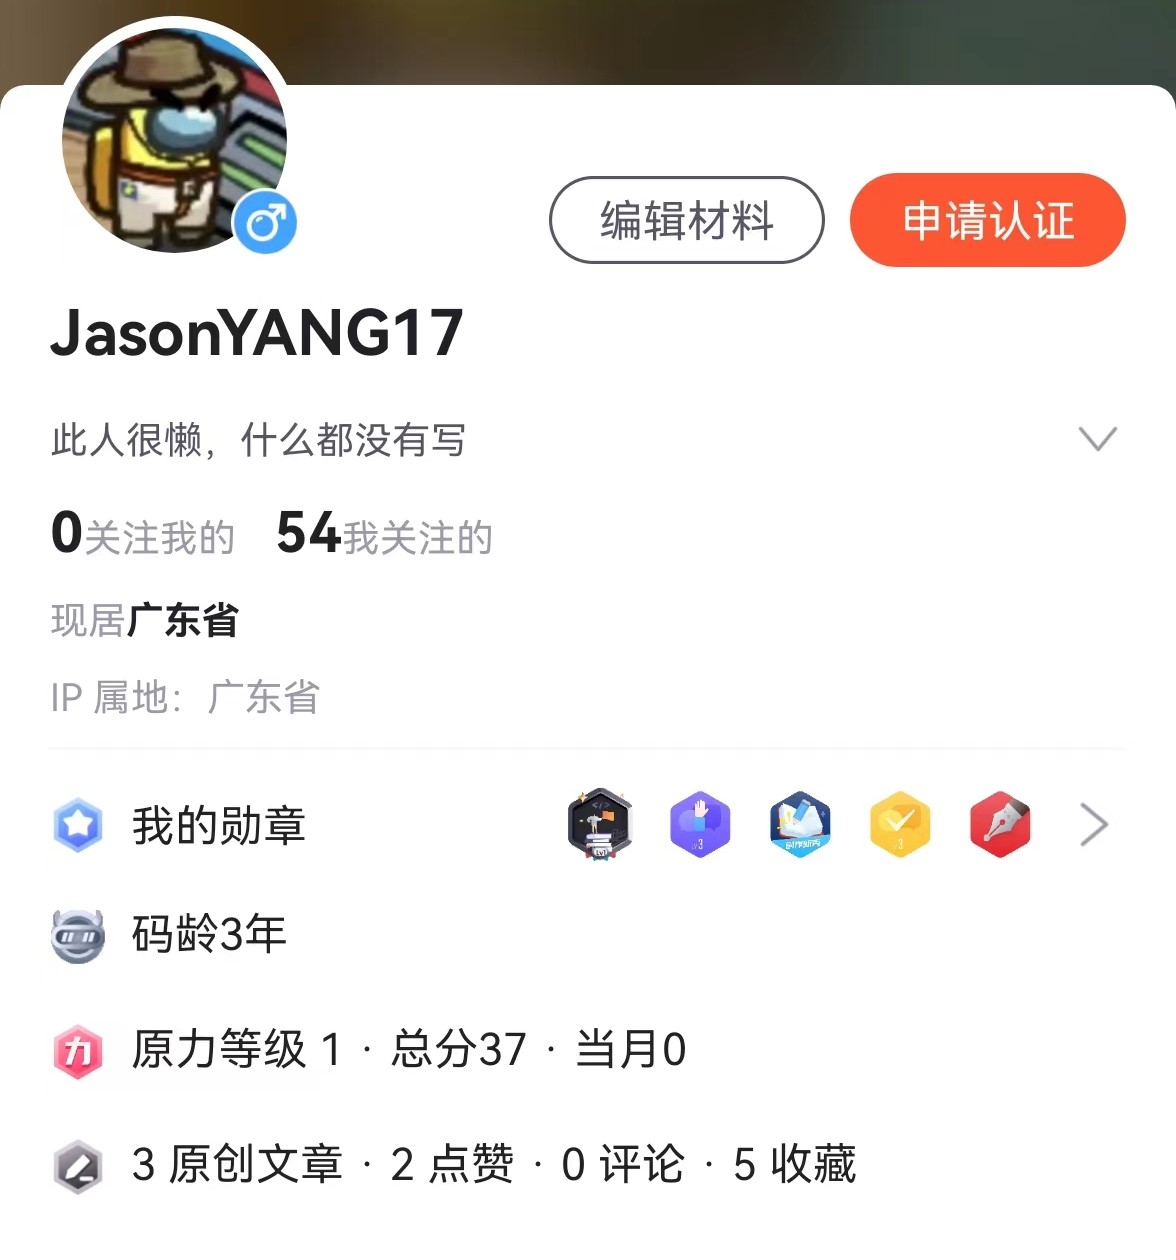 编辑材料
申请认证
JasonYANG17
此人很懒，什么都没有写
0关注我的 54我关注的
现居广东省
IP 属地：广东省
我的勋章
码龄3年
力
原力等级 1 · 总分37 · 当月0
3 原创文章 · 2 点赞 · 0 评论 · 5 收藏